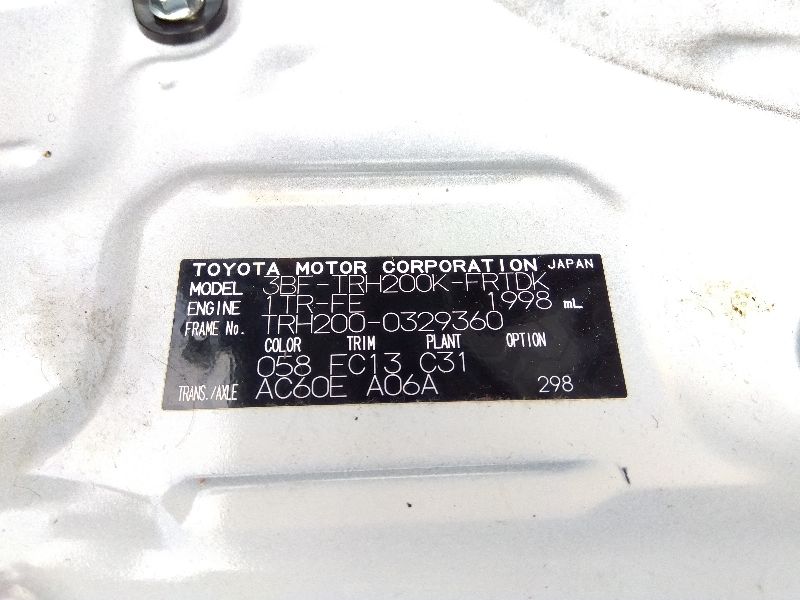 TOYOTA MOTOR CORPORATION JAPAN
MODEL 3BF-TRH200K-FRTDK
ENGINE 1TR-FE 1998 mL
FRAME No. TRH200-0329360
COLOR TRIM PLANT OPTION
058 FC13 C31
TRANS./AXLE AC60E A06A 298